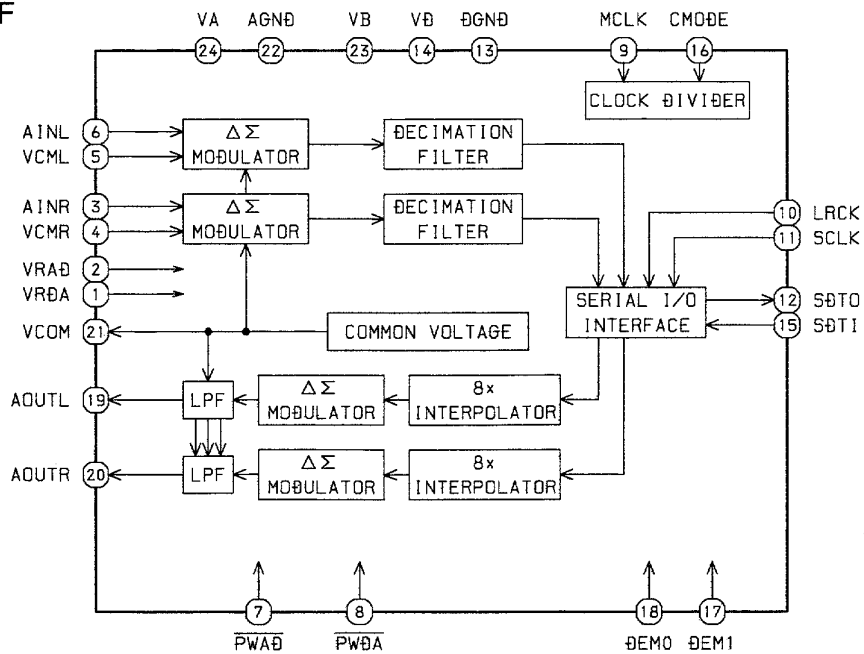 F
VA AGND VB VD DGND MCLK CMODE
24 22 23 14 13 9 16
CLOCK DIVIDER
AINL 6
VCML 5
ΔΣ
MODULATOR
DECIMATION
FILTER
AINR 3
VCMR 4
ΔΣ
MODULATOR
DECIMATION
FILTER
10 LRCK
11 SCLK
VRAD 2
VRDA 1
SERIAL I/O
INTERFACE
12 SDTO
15 SDTI
VCOM 21
COMMON VOLTAGE
AOUTL 19
LPF
ΔΣ
MODULATOR
8x
INTERPOLATOR
AOUTR 20
LPF
ΔΣ
MODULATOR
8x
INTERPOLATOR
7 8 18 17
PWAD PWDA DEM0 DEM1